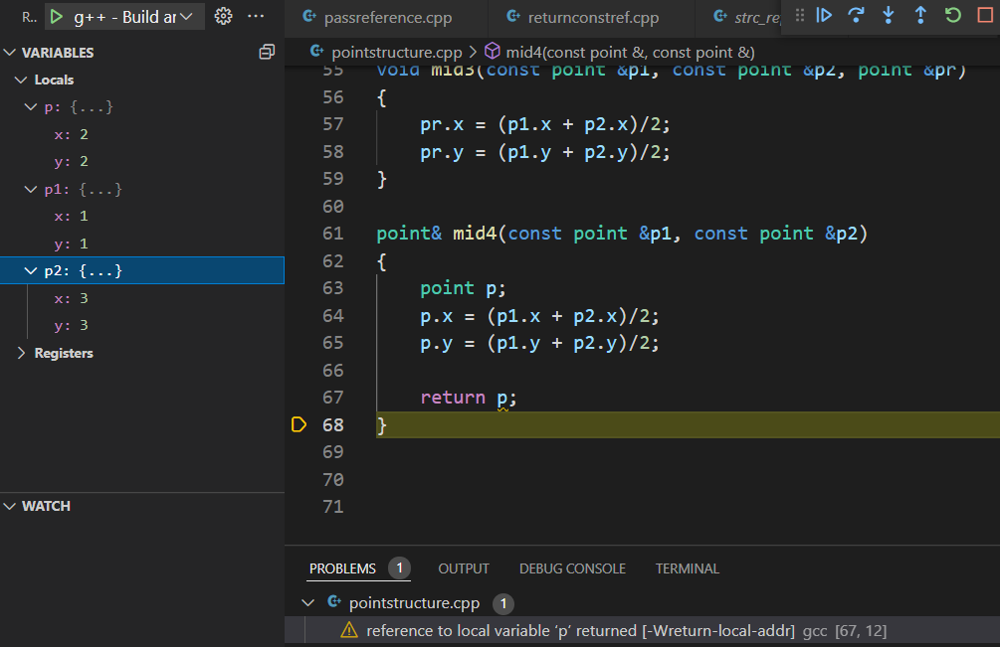 R.. g++ - Build ar
passreference.cpp returnconstref.cpp strc_re
VARIABLES
pointstructure.cpp > mid4(const point &, const point &)
Locals
p: {...}
x: 2
y: 2
p1: {...}
x: 1
y: 1
p2: {...}
x: 3
y: 3
Registers
WATCH
55 void mid3(const point &p1, const point &p2, point &pr)
56 {
57 pr.x = (p1.x + p2.x)/2;
58 pr.y = (p1.y + p2.y)/2;
59 }
60
61 point& mid4(const point &p1, const point &p2)
62 {
63 point p;
64 p.x = (p1.x + p2.x)/2;
65 p.y = (p1.y + p2.y)/2;
66
67 return p;
68 }
69
70
71
PROBLEMS 1 OUTPUT DEBUG CONSOLE TERMINAL
pointstructure.cpp 1
reference to local variable ‘p’ returned [-Wreturn-local-addr] gcc [67, 12]